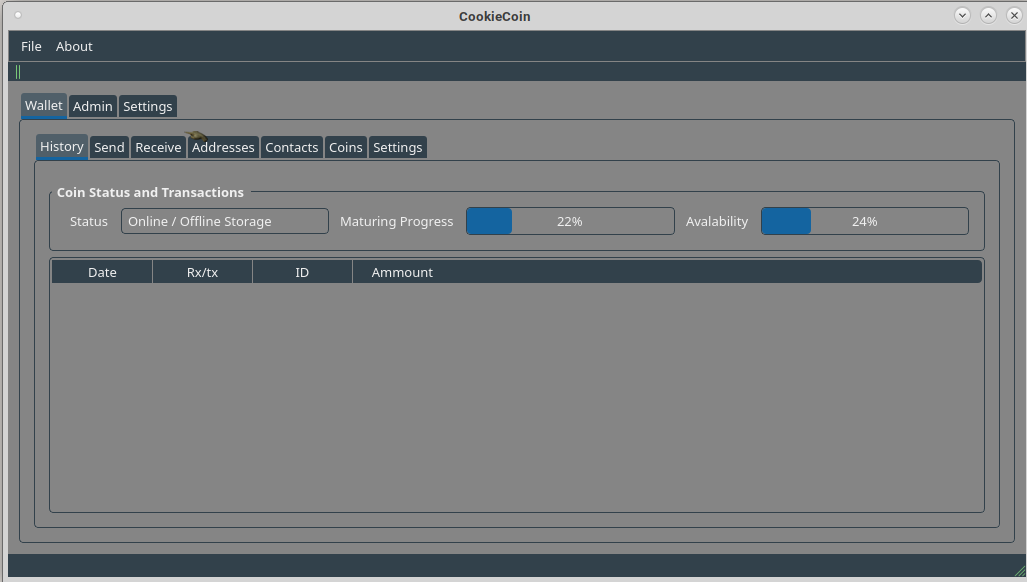 CookieCoin
File About
Wallet Admin Settings
History Send Receive Addresses Contacts Coins Settings
Coin Status and Transactions
Status Online / Offline Storage Maturing Progress 22% Avalability 24%
Date Rx/tx ID Ammount